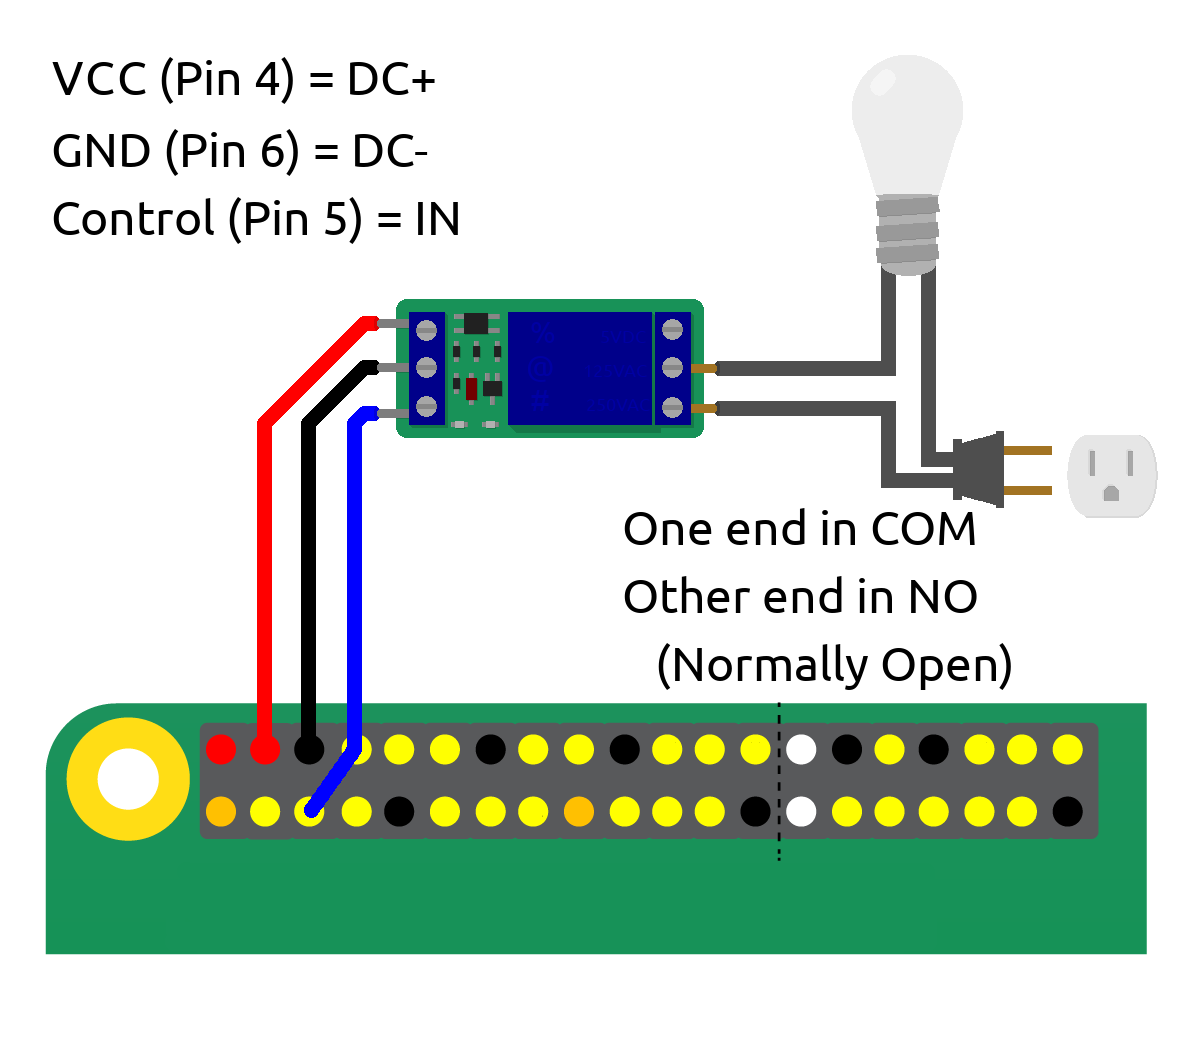 VCC (Pin 4) = DC+
GND (Pin 6) = DC-
Control (Pin 5) = IN
One end in COM
Other end in NO
(Normally Open)